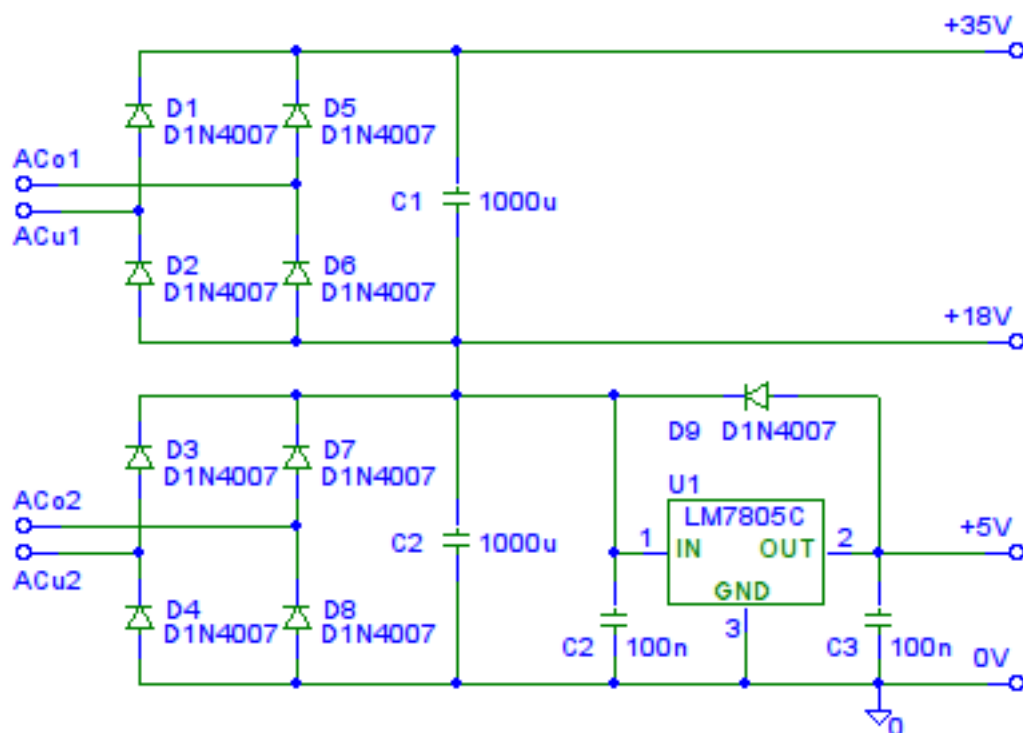 +35V
D1
D1N4007
D5
D1N4007
ACo1
ACu1
C1
1000u
D2
D1N4007
D6
D1N4007
+18V
D3
D1N4007
D7
D1N4007
D9
D1N4007
U1
LM7805C
ACo2
ACu2
C2
1000u
1
IN
OUT
2
+5V
GND
3
D4
D1N4007
D8
D1N4007
C2
100n
C3
100n
0V
0